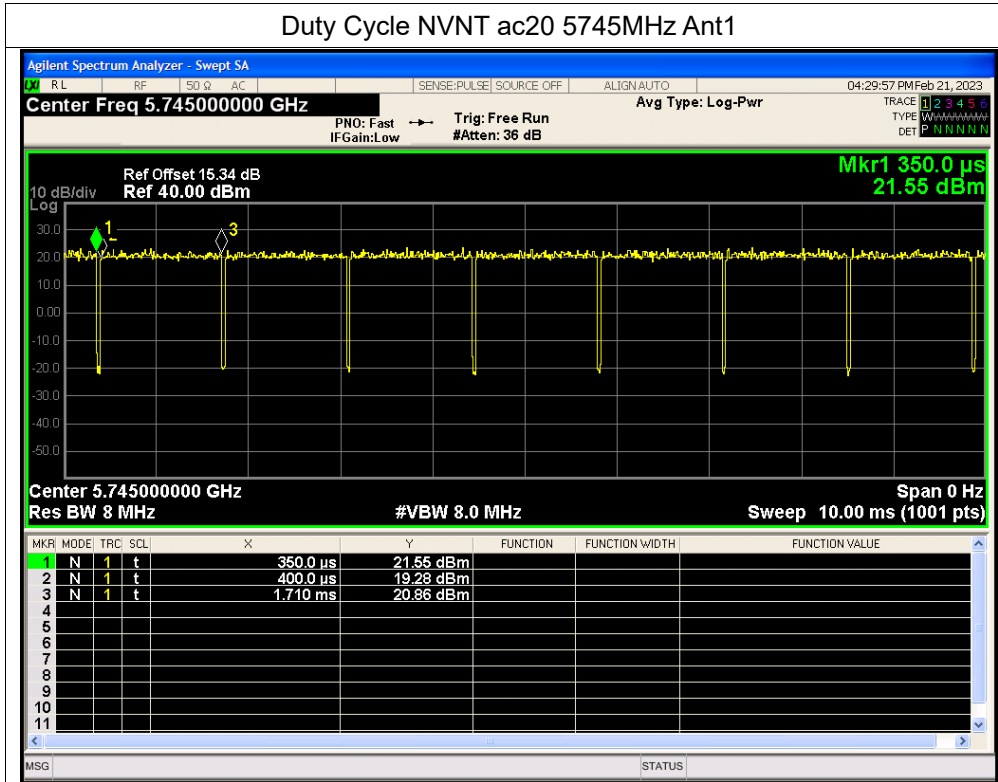 Duty Cycle NVNT ac20 5745MHz Ant1
Agilent Spectrum Analyzer - Swept SA
LXI RL RF 50 Ω AC SENSE:PULSE SOURCE OFF ALIGN AUTO 04:29:57 PM Feb 21, 2023
Center Freq 5.745000000 GHz Avg Type: Log-Pwr TRACE 1 2 3 4 5 6
PNO: Fast Trig: Free Run TYPE WWWWWW
IFGain:Low #Atten: 36 dB DET P N N N N N
Mkr1 350.0 µs
Ref Offset 15.34 dB
10 dB/div Ref 40.00 dBm 21.55 dBm
Log
30.0 1 3
20.0
10.0
0.00
-10.0
-20.0
-30.0
-40.0
-50.0
Center 5.745000000 GHz Span 0 Hz
Res BW 8 MHz #VBW 8.0 MHz Sweep 10.00 ms (1001 pts)
MKR MODE TRC SCL X Y FUNCTION FUNCTION WIDTH FUNCTION VALUE
1 N 1 t 350.0 µs 21.55 dBm
2 N 1 t 400.0 µs 19.28 dBm
3 N 1 t 1.710 ms 20.86 dBm
4
5
6
7
8
9
10
11
MSG STATUS